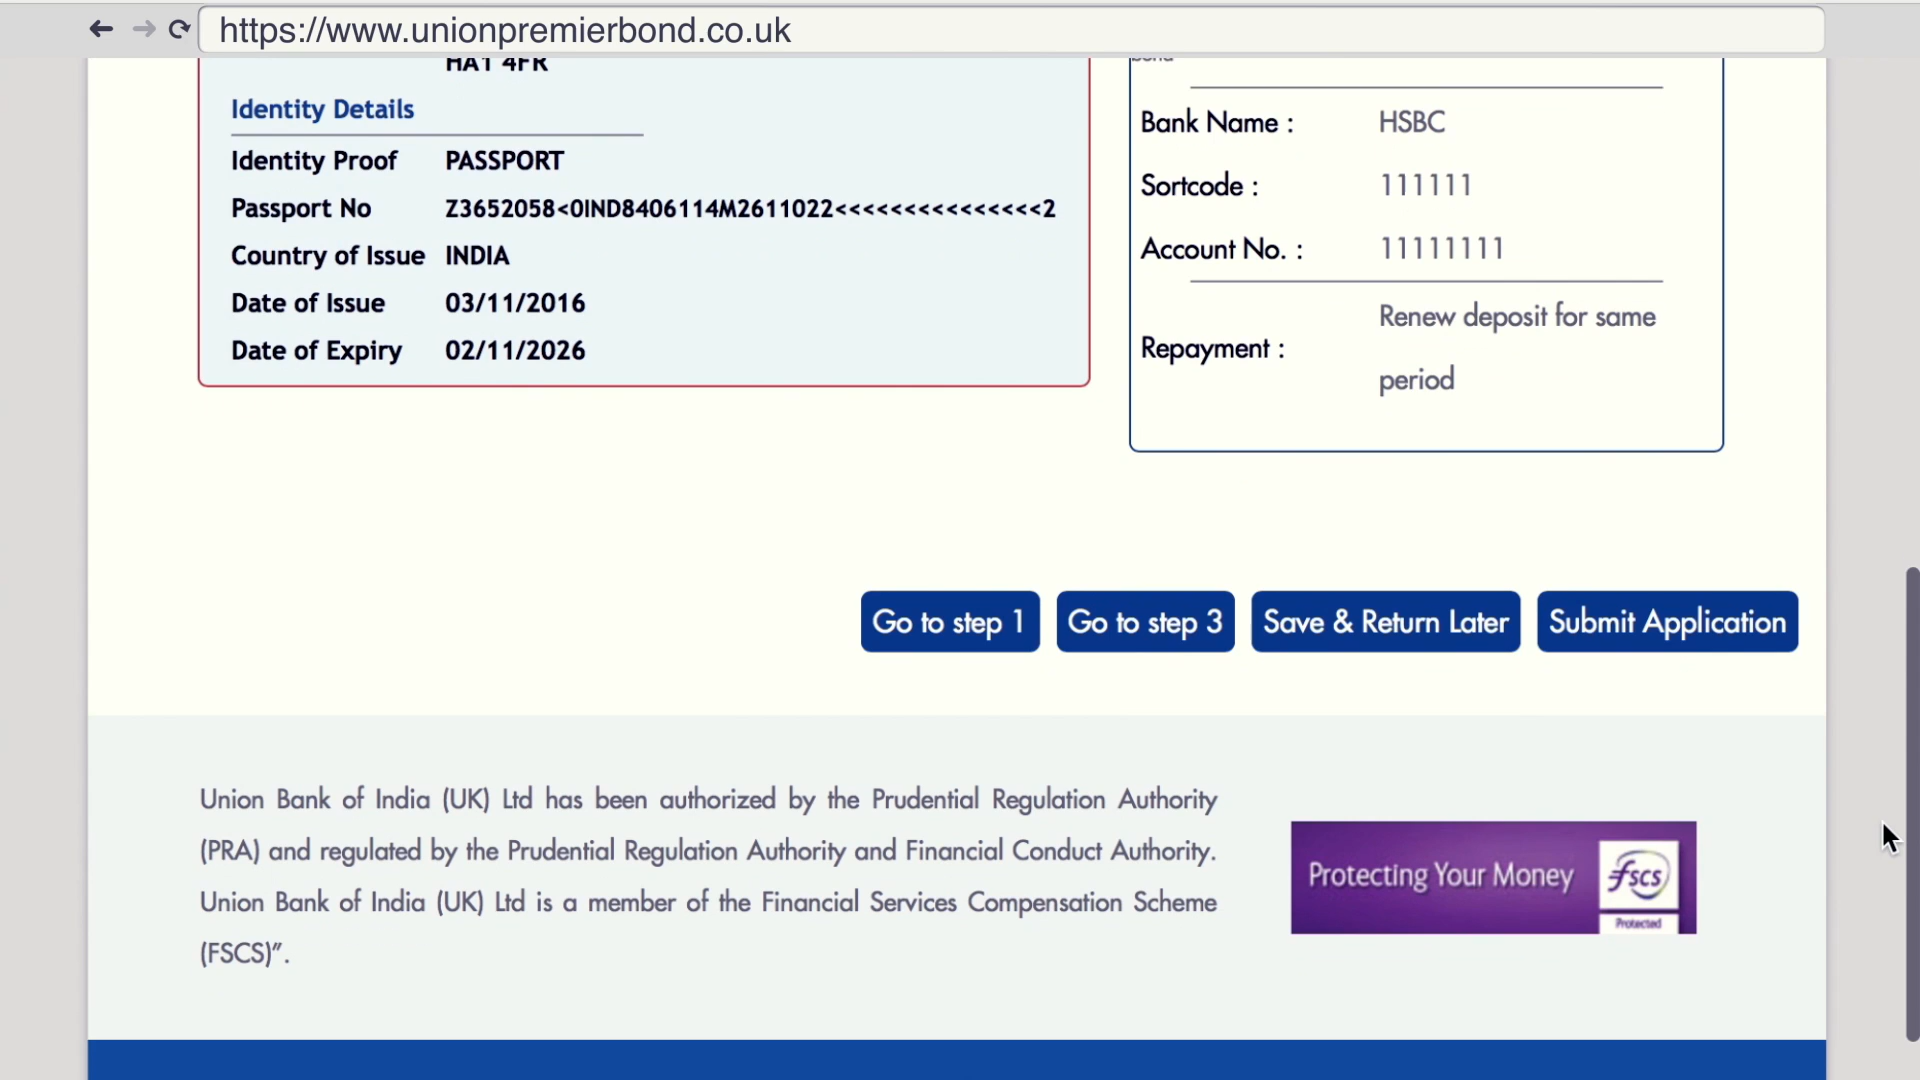 https://www.unionpremierbond.co.uk
HA1 4FR
Identity Details
Identity Proof PASSPORT
Passport No Z3652058<0IND8406114M2611022<<<<<<<<<<<<<<<2
Country of Issue INDIA
Date of Issue 03/11/2016
Date of Expiry 02/11/2026
bond
Bank Name : HSBC
Sortcode : 111111
Account No. : 11111111
Repayment : Renew deposit for same
period
Go to step 1 Go to step 3 Save & Return Later Submit Application
Union Bank of India (UK) Ltd has been authorized by the Prudential Regulation Authority
(PRA) and regulated by the Prudential Regulation Authority and Financial Conduct Authority.
Union Bank of India (UK) Ltd is a member of the Financial Services Compensation Scheme
(FSCS)”.
Protecting Your Money
fscs
Protected